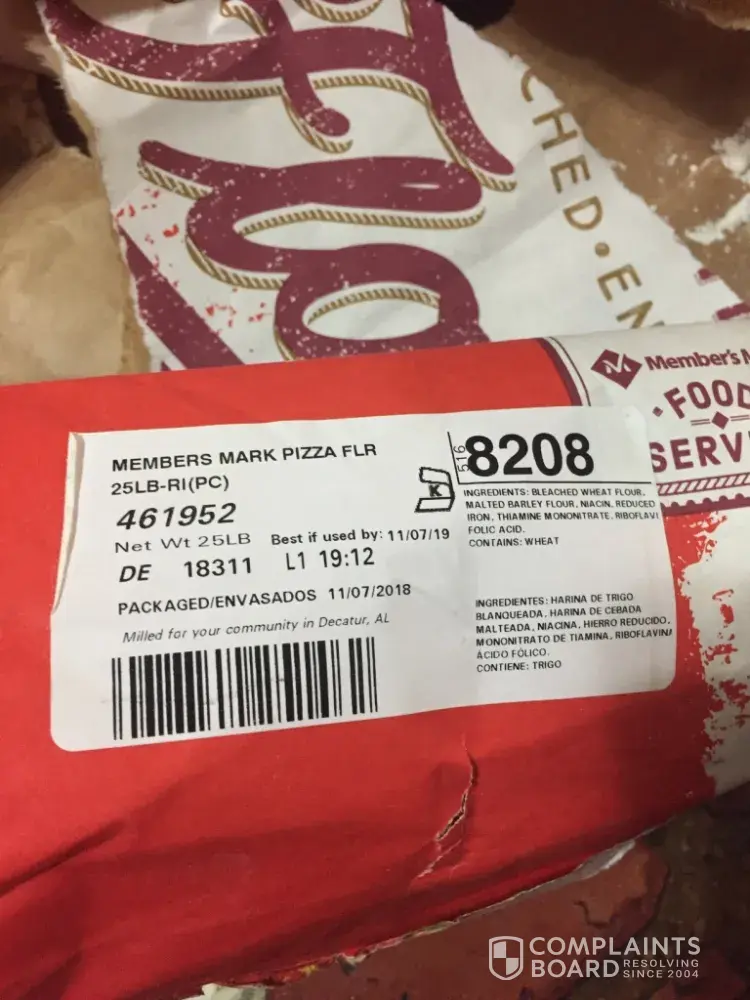 Flo
CHED • EN
Member's M
FOOD
SERV
MEMBERS MARK PIZZA FLR
25LB-RI(PC)
461952
Net Wt 25LB Best if used by: 11/07/19
DE 18311 L1 19:12
PACKAGED/ENVASADOS 11/07/2018
Milled for your community in Decatur, AL
516
8208
K
INGREDIENTS: BLEACHED WHEAT FLOUR,
MALTED BARLEY FLOUR, NIACIN, REDUCED
IRON, THIAMINE MONONITRATE, RIBOFLAVI
FOLIC ACID.
CONTAINS: WHEAT
INGREDIENTES: HARINA DE TRIGO
BLANQUEADA, HARINA DE CEBADA
MALTEADA, NIACINA, HIERRO REDUCIDO,
MONONITRATO DE TIAMINA, RIBOFLAVINA
ÁCIDO FÓLICO.
CONTIENE: TRIGO
COMPLAINTS
BOARD RESOLVING
SINCE 2004